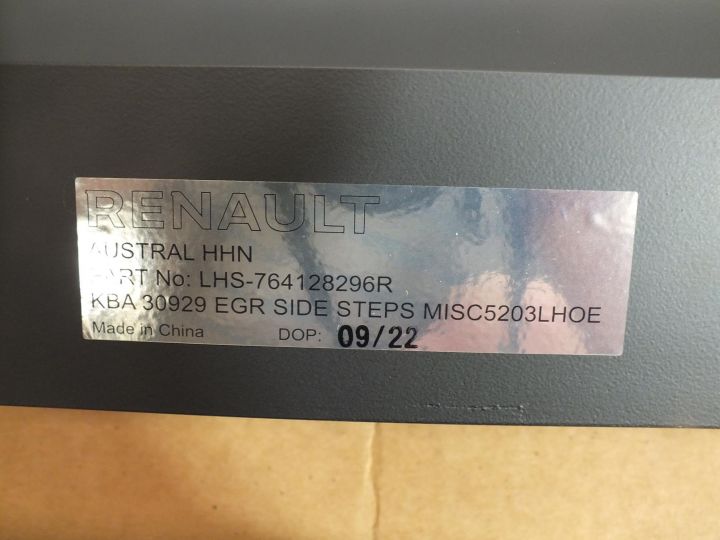 RENAULT
AUSTRAL HHN
PART No: LHS-764128296R
KBA 30929 EGR SIDE STEPS MISC5203LHOE
Made in China DOP: 09/22